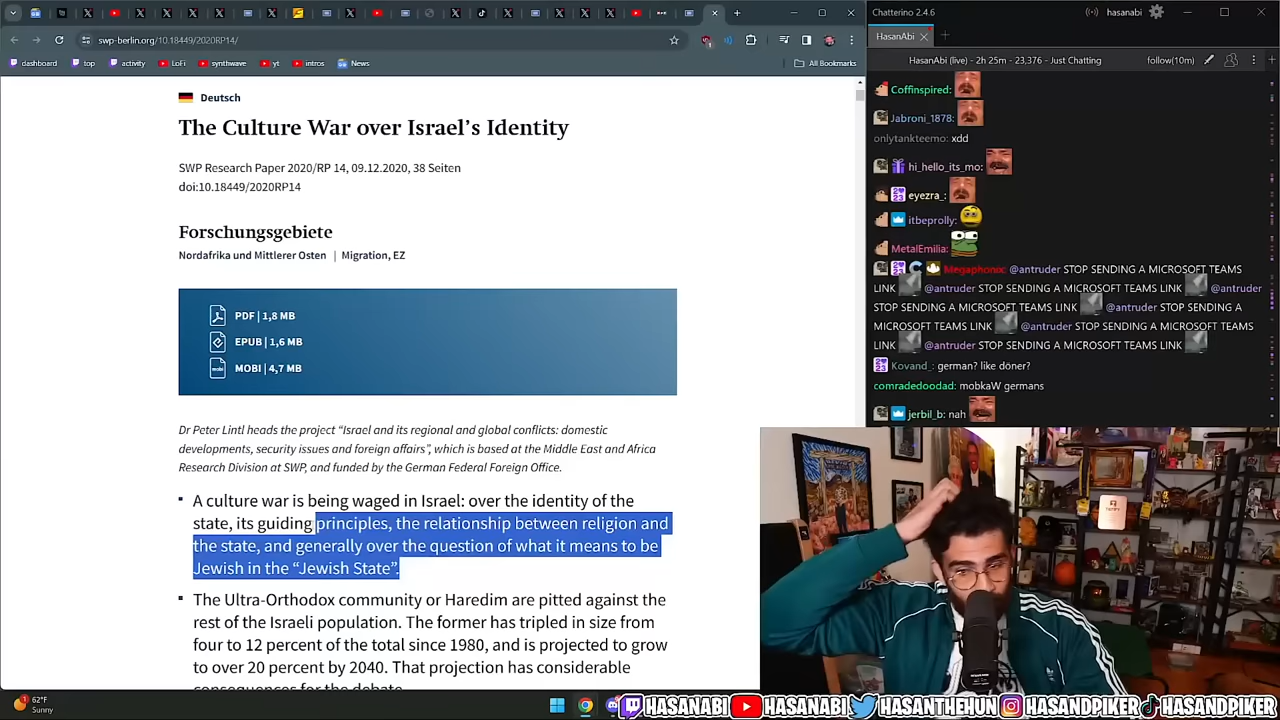 swp-berlin.org/10.18449/2020RP14/
dashboard
top
activity
LoFi
synthwave
yt
intros
News
All Bookmarks
Deutsch
The Culture War over Israel’s Identity
SWP Research Paper 2020/RP 14, 09.12.2020, 38 Seiten
doi:10.18449/2020RP14
Forschungsgebiete
Nordafrika und Mittlerer Osten | Migration, EZ
PDF | 1,8 MB
EPUB | 1,6 MB
MOBI | 4,7 MB
Dr Peter Lintl heads the project “Israel and its regional and global conflicts: domestic
developments, security issues and foreign affairs”, which is based at the Middle East and Africa
Research Division at SWP, and funded by the German Federal Foreign Office.
A culture war is being waged in Israel: over the identity of the
state, its guiding principles, the relationship between religion and
the state, and generally over the question of what it means to be
Jewish in the “Jewish State”.
The Ultra-Orthodox community or Haredim are pitted against the
rest of the Israeli population. The former has tripled in size from
four to 12 percent of the total since 1980, and is projected to grow
to over 20 percent by 2040. That projection has considerable
consequences for the debate.
Chatterino 2.4.6
hasanabi
HasanAbi
HasanAbi (live) - 2h 25m - 23,376 - Just Chatting
follow(10m)
Coffinspired:
Jabroni_1878:
onlytankteemo: xdd
hi_hello_its_mo:
eyezra_:
itbeprolly:
MetalEmilia:
Megaphonix: @antruder STOP SENDING A MICROSOFT TEAMS
LINK @antruder STOP SENDING A MICROSOFT TEAMS LINK @antruder
STOP SENDING A MICROSOFT TEAMS LINK @antruder STOP SENDING A
MICROSOFT TEAMS LINK @antruder STOP SENDING A MICROSOFT TEAMS
LINK @antruder STOP SENDING A MICROSOFT TEAMS LINK
Kovand_: german? like döner?
comradedoodad: mobkaW germans
jerbil_b: nah
62°F
Sunny
HASANABI
HASANABI
HASANTHEHUN
HASANDPIKER
HASANDPIKER